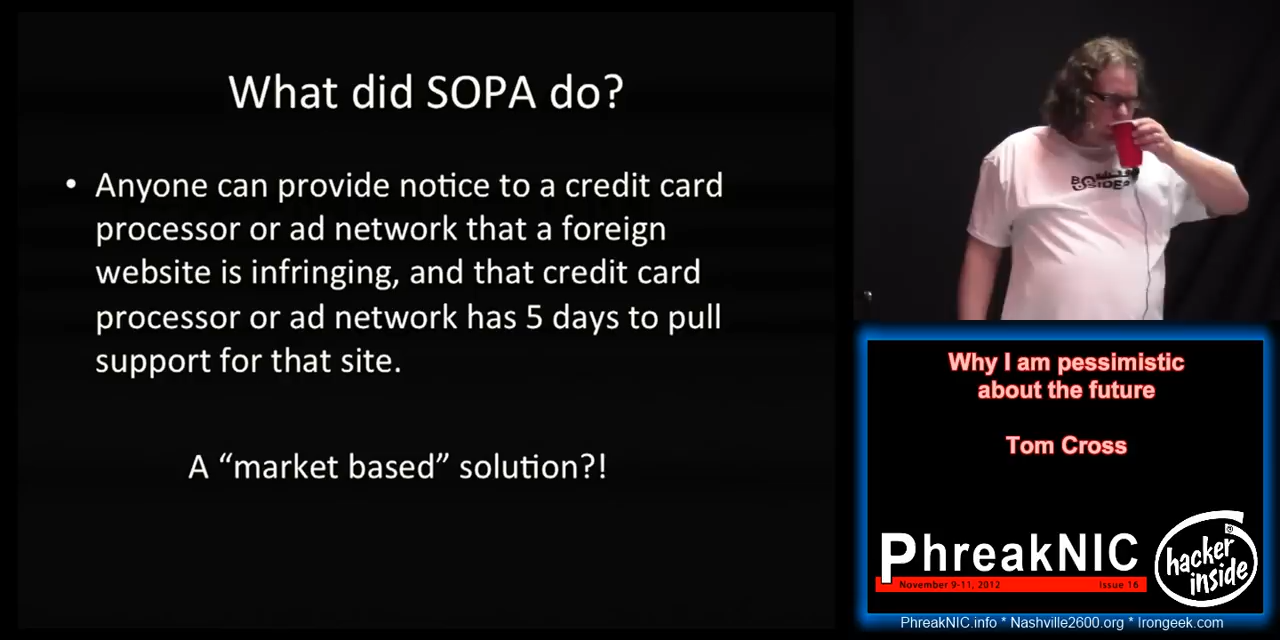 What did SOPA do?
• Anyone can provide notice to a credit card
processor or ad network that a foreign
website is infringing, and that credit card
processor or ad network has 5 days to pull
support for that site.
A “market based” solution?!
Why I am pessimistic
about the future
Tom Cross
PhreakNIC
November 9-11, 2012 Issue 16
hacker
inside
PhreakNIC.info * Nashville2600.org * Irongeek.com